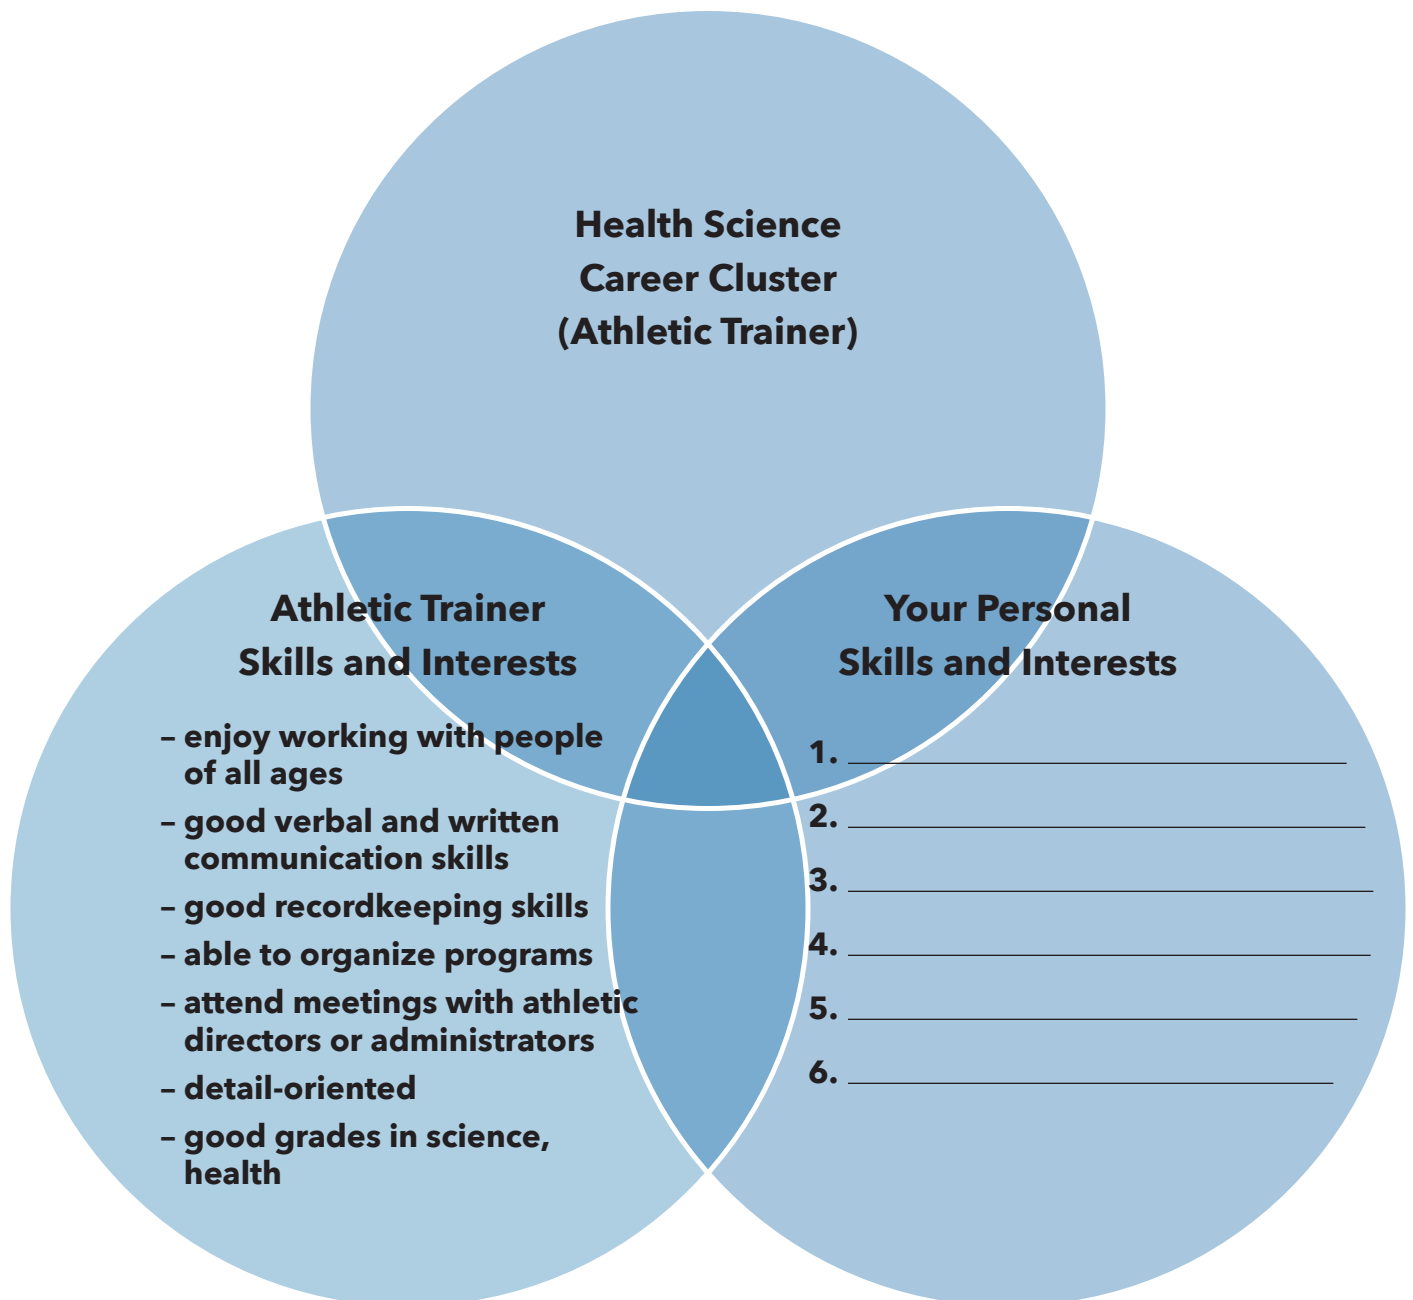 Health Science
Career Cluster
(Athletic Trainer)
Athletic Trainer
Skills and Interests
– enjoy working with people
of all ages
– good verbal and written
communication skills
– good recordkeeping skills
– able to organize programs
– attend meetings with athletic
directors or administrators
– detail-oriented
– good grades in science,
health
Your Personal
Skills and Interests
1.
2.
3.
4.
5.
6.